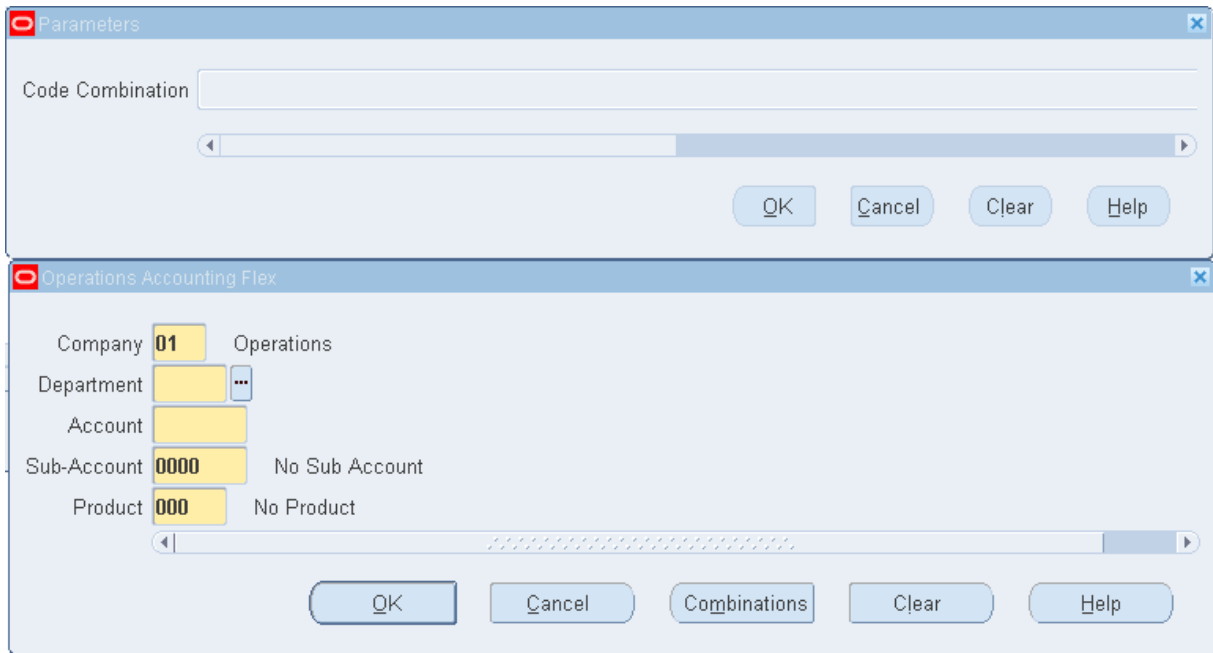 Parameters
Code Combination
OK Cancel Clear Help
Operations Accounting Flex
Company 01 Operations
Department ...
Account
Sub-Account 0000 No Sub Account
Product 000 No Product
OK Cancel Combinations Clear Help